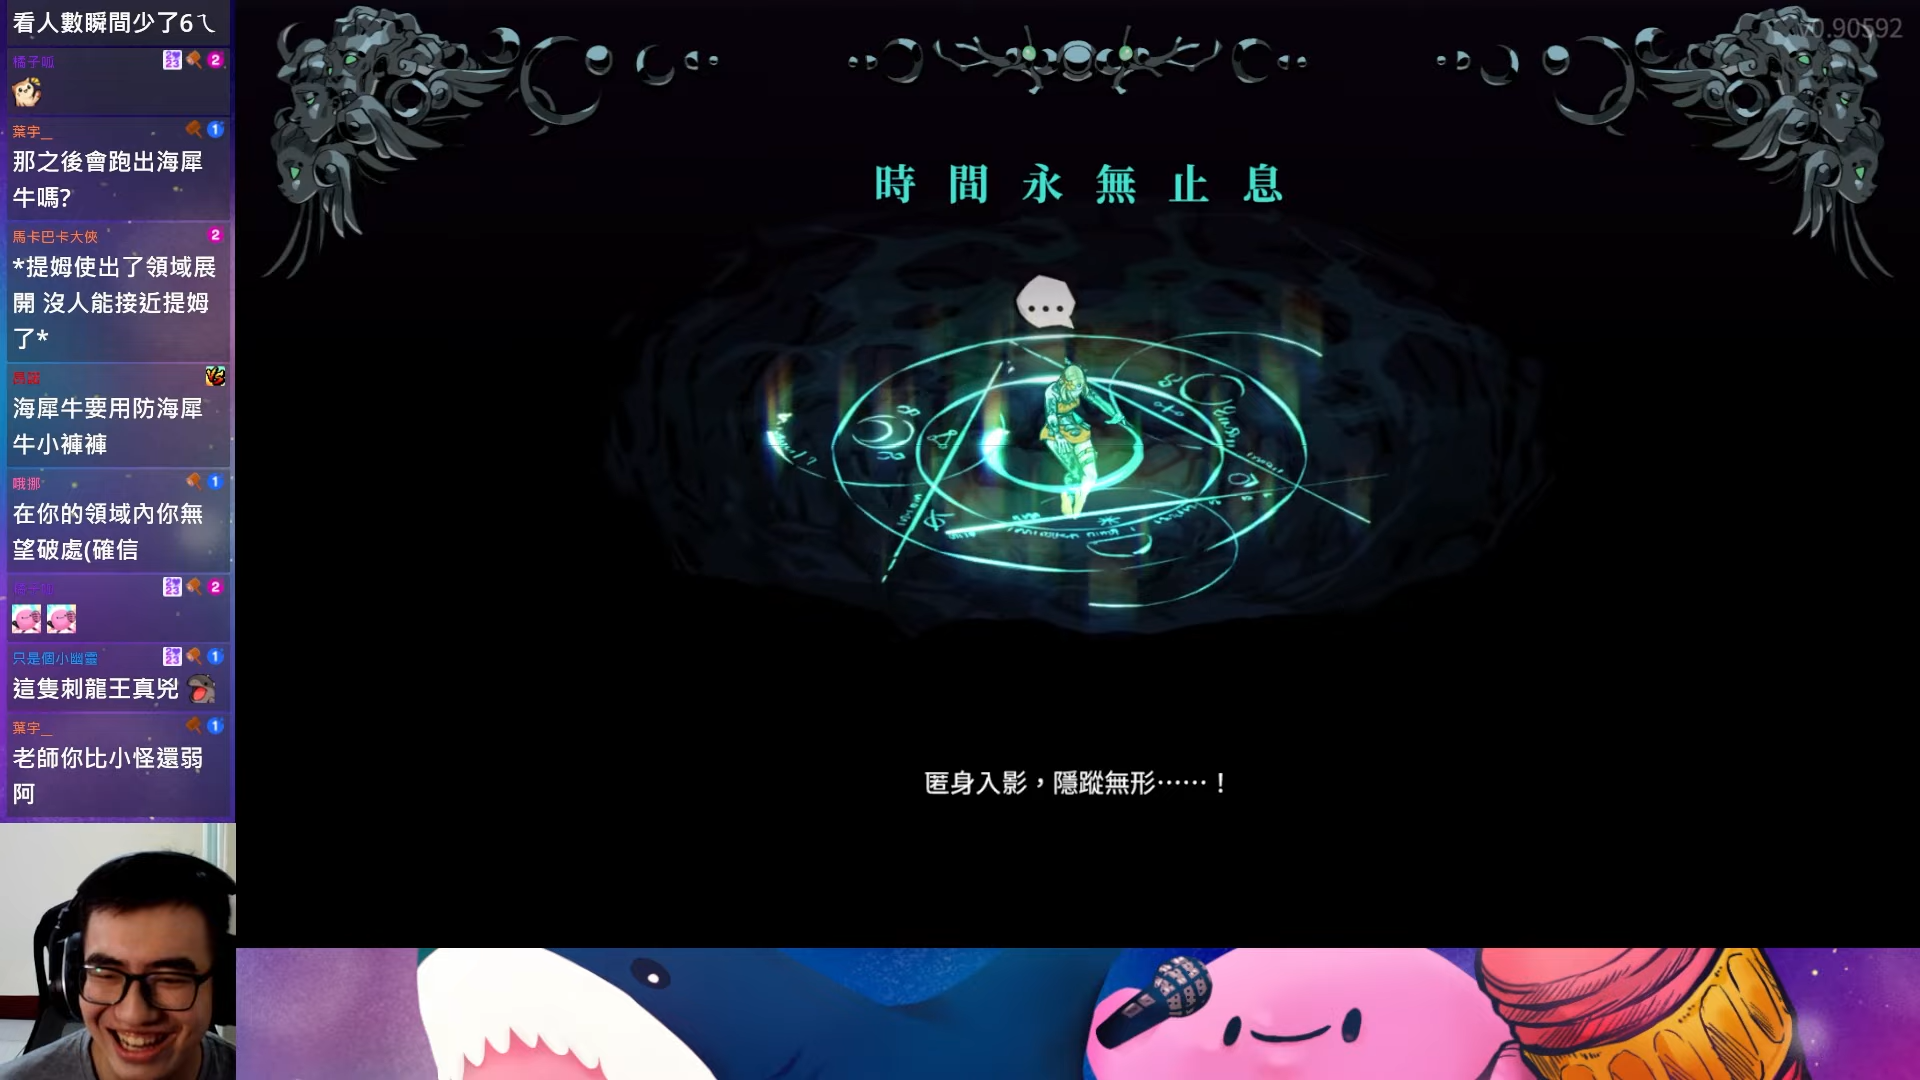 看人數瞬間少了6ㄟ
橘子呱
葉宇__
那之後會跑出海犀
牛嗎?
馬卡巴卡大俠
*提姆使出了領域展
開 沒人能接近提姆
了*
海犀牛要用防海犀
牛小褲褲
哦挪
在你的領域內你無
望破處(確信
橘子呱
只是個小幽靈
這隻刺龍王真兇
葉宇__
老師你比小怪還弱
阿
v0.90592
時間永無止息
匿身入影，隱蹤無形……！